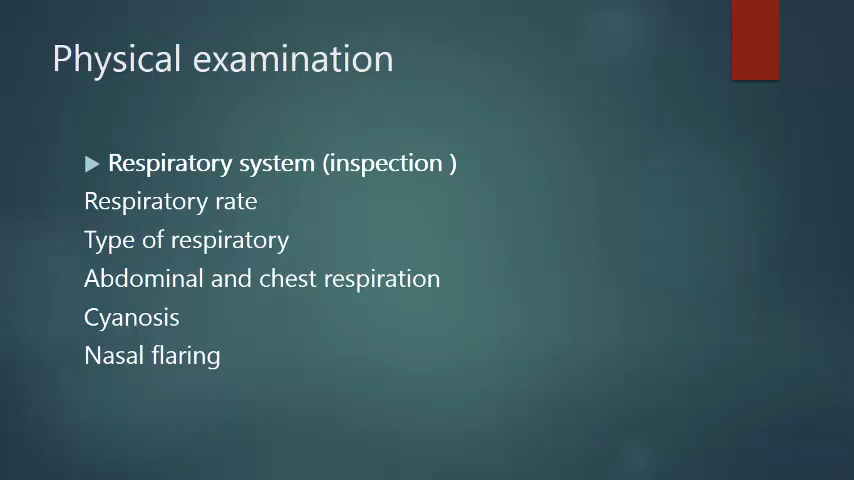 Physical examination
Respiratory system (inspection )
Respiratory rate
Type of respiratory
Abdominal and chest respiration
Cyanosis
Nasal flaring